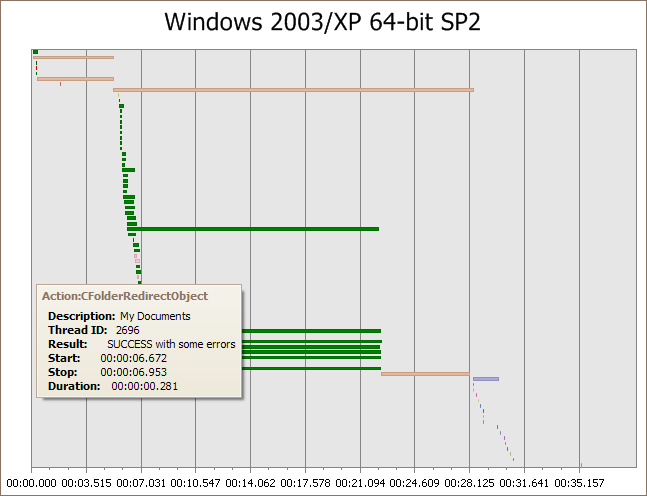 Windows 2003/XP 64-bit SP2
Action:CFolderRedirectObject
Description: My Documents
Thread ID: 2696
Result: SUCCESS with some errors
Start: 00:00:06.672
Stop: 00:00:06.953
Duration: 00:00:00.281
00:00.000 00:03.515 00:07.031 00:10.547 00:14.062 00:17.578 00:21.094 00:24.609 00:28.125 00:31.641 00:35.157